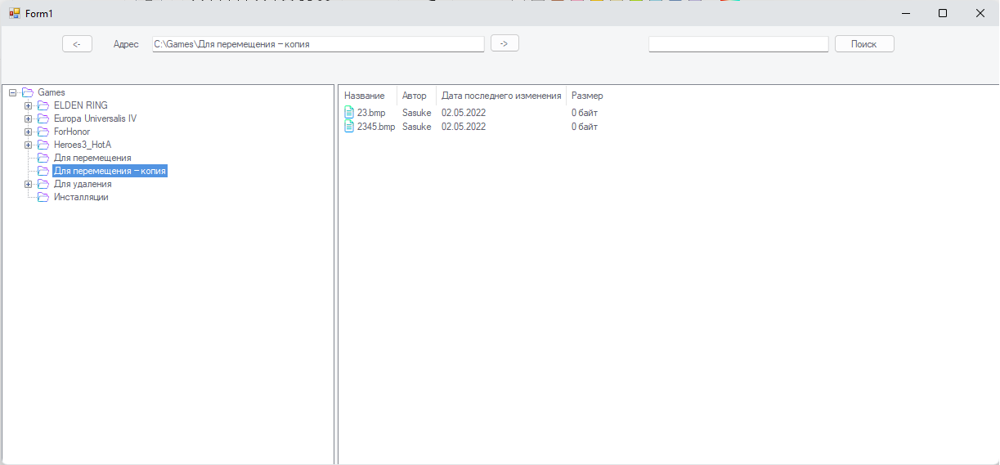 Form1
<- Адрес C:\Games\Для перемещения – копия -> Поиск
Games
ELDEN RING
Europa Universalis IV
ForHonor
Heroes3_HotA
Для перемещения
Для перемещения – копия
Для удаления
Инсталляции
Название Автор Дата последнего изменения Размер
23.bmp Sasuke 02.05.2022 0 байт
2345.bmp Sasuke 02.05.2022 0 байт